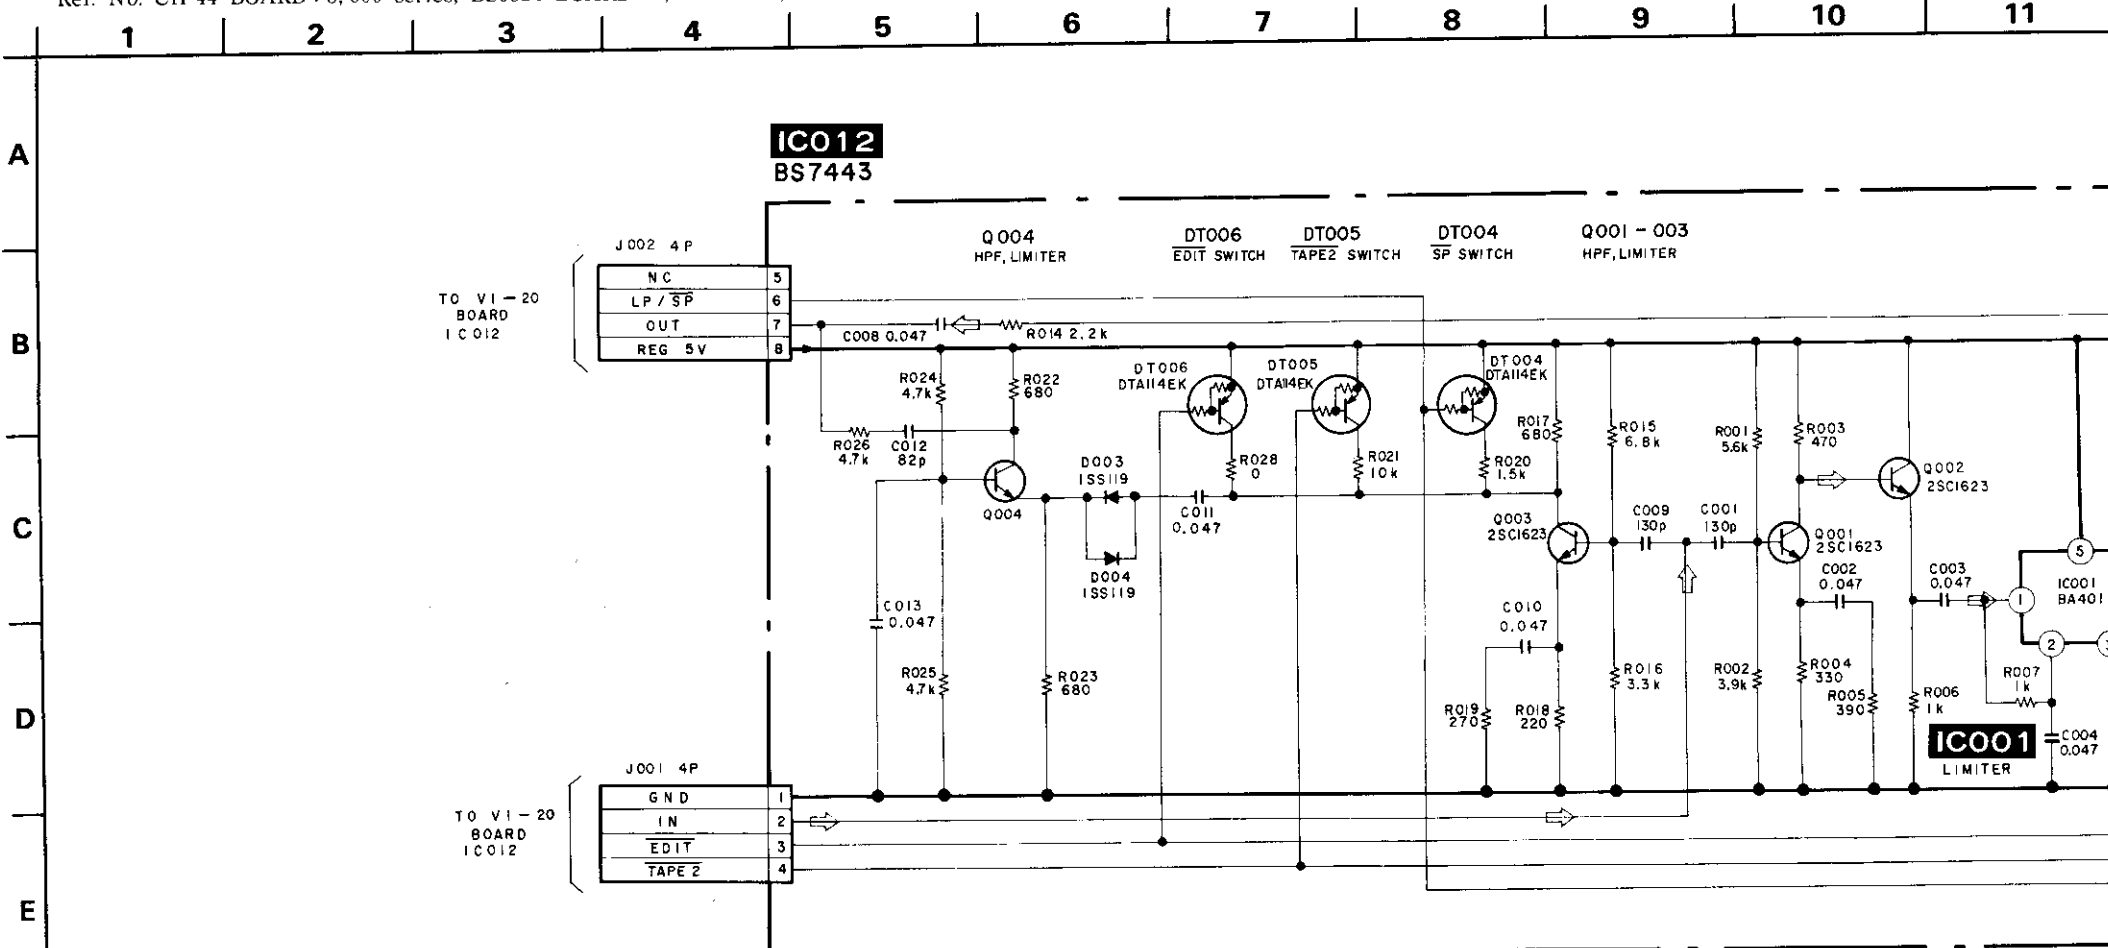 1 2 3 4 5 6 7 8 9 10 11
A
IC012
BS7443
Q004
HPF, LIMITER
DT006
EDIT SWITCH
DT005
TAPE2 SWITCH
DT004
SP SWITCH
Q001-003
HPF, LIMITER
J002 4P
B
TO VI-20
BOARD
IC012
NC 5
LP/SP 6
OUT 7
REG 5V 8
C008 0.047
R014 2.2k
R024
4.7k
R022
680
DT006
DTA114EK
DT005
DTA114EK
DT004
DTA114EK
R017
680
R015
6.8k
R001
5.6k
R003
470
R026
4.7k
C012
82p
D003
1SS119
R028
0
R021
10k
R020
1.5k
Q002
2SC1623
Q004
C011
0.047
C
Q003
2SC1623
C009
130p
C001
130p
Q001
2SC1623
D004
1SS119
C002
0.047
C003
0.047
5
1
IC001
BA401
2
C013
0.047
C010
0.047
R025
4.7k
R023
680
R016
3.3k
R002
3.9k
R004
330
R005
390
R006
1k
R007
1k
D
R019
270
R018
220
IC001
LIMITER
C004
0.047
J001 4P
TO VI-20
BOARD
IC012
GND 1
IN 2
EDIT 3
TAPE 2 4
E